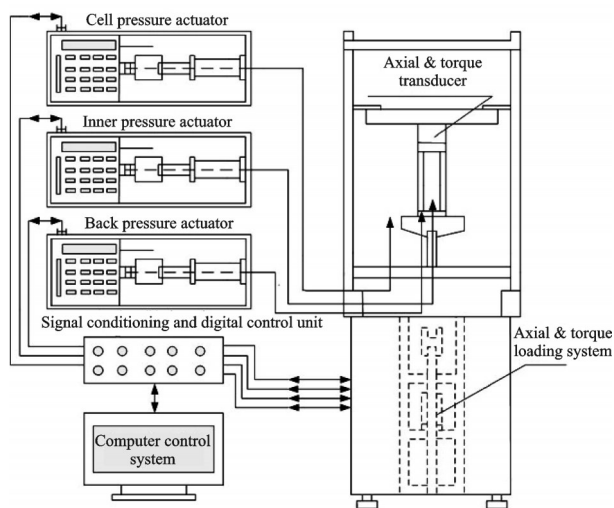 Cell pressure actuator
Axial & torque
transducer
Inner pressure actuator
Back pressure actuator
Signal conditioning and digital control unit
Axial & torque
loading system
Computer control
system